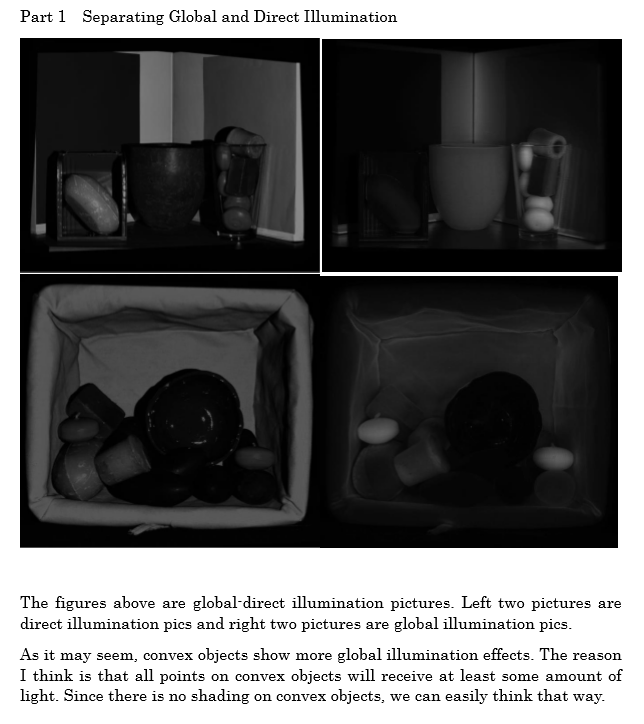 Part 1 Separating Global and Direct Illumination
The figures above are global-direct illumination pictures. Left two pictures are
direct illumination pics and right two pictures are global illumination pics.
As it may seem, convex objects show more global illumination effects. The reason
I think is that all points on convex objects will receive at least some amount of
light. Since there is no shading on convex objects, we can easily think that way.